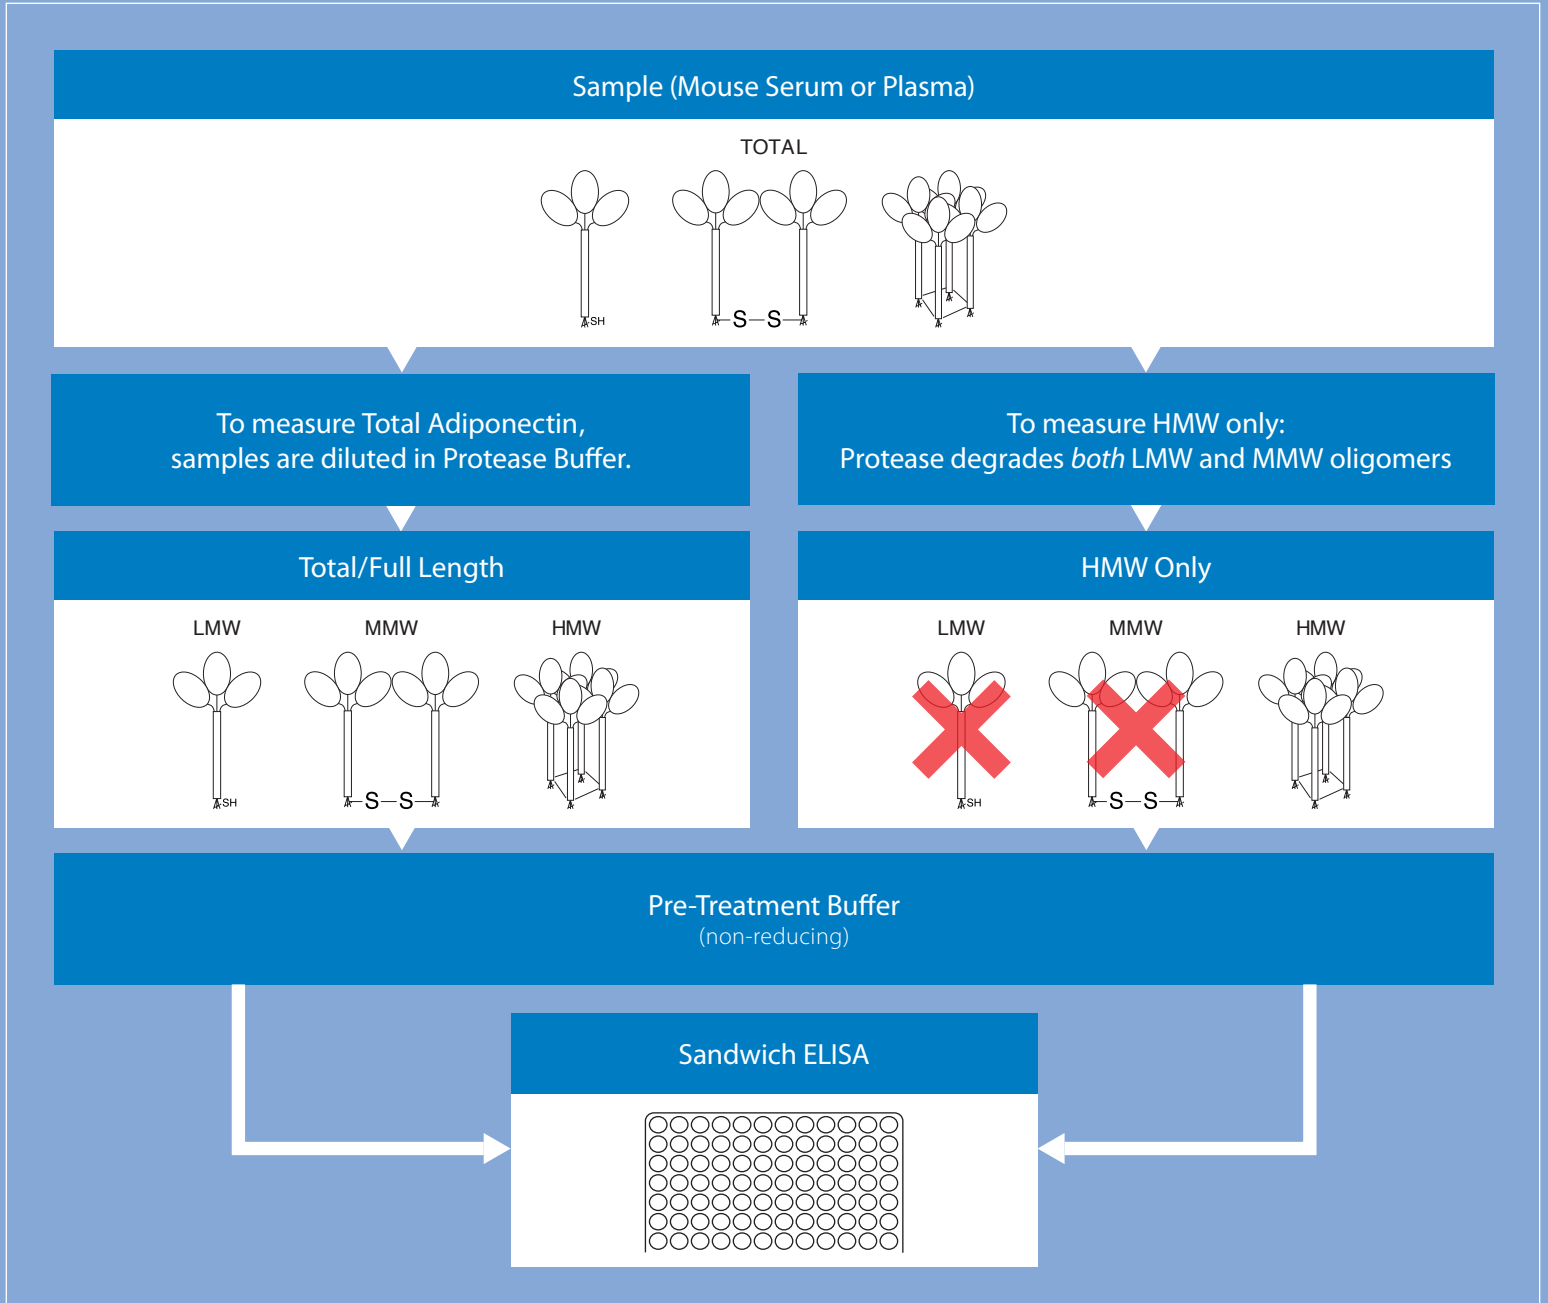 Sample (Mouse Serum or Plasma)
TOTAL
SH
S S
To measure Total Adiponectin,
samples are diluted in Protease Buffer.
To measure HMW only:
Protease degrades both LMW and MMW oligomers
Total/Full Length
HMW Only
LMW MMW HMW
LMW MMW HMW
SH
S S
SH
S S
Pre-Treatment Buffer
(non-reducing)
Sandwich ELISA